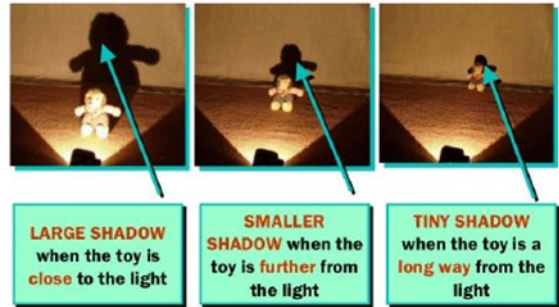 LARGE SHADOW
when the toy is
close to the light
SMALLER
SHADOW when the
toy is further from
the light
TINY SHADOW
when the toy is a
long way from the
light